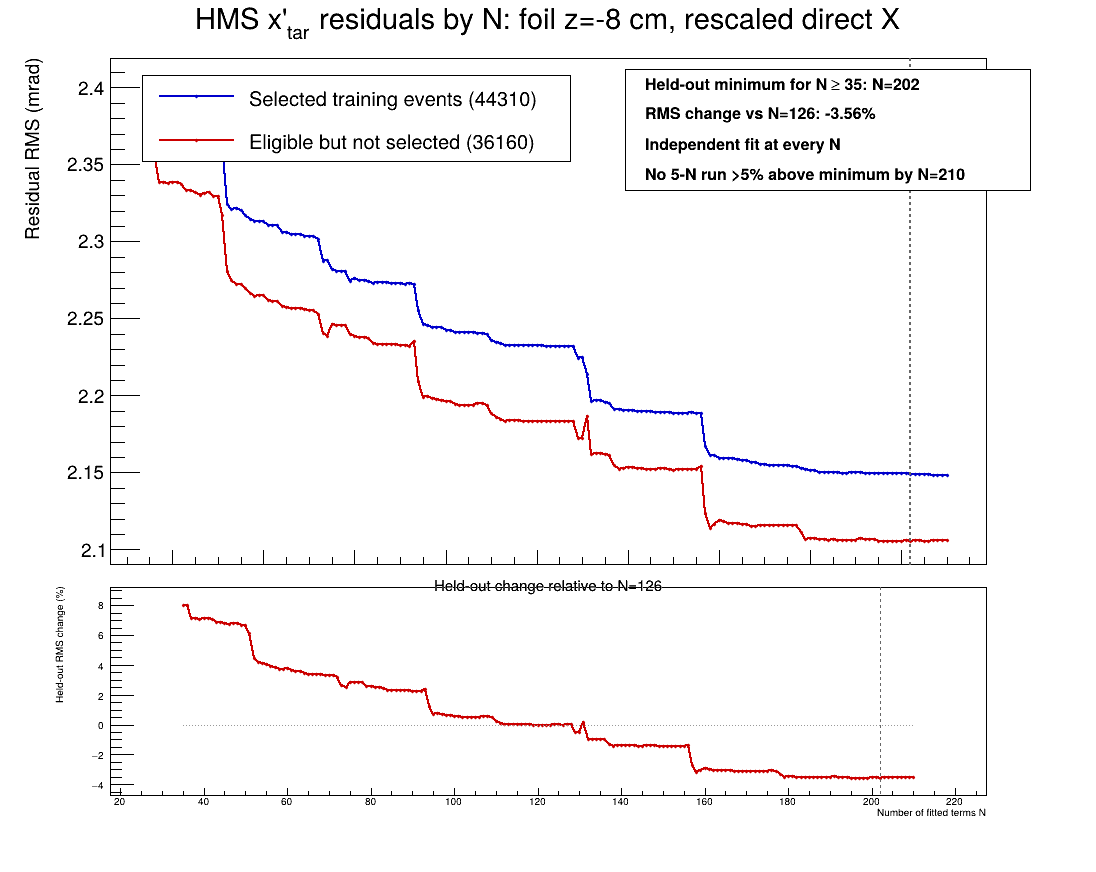 HMS x'tar residuals by N: foil z=-8 cm, rescaled direct X
Residual RMS (mrad)
2.4
2.35
2.3
2.25
2.2
2.15
2.1
Selected training events (44310)
Eligible but not selected (36160)
Held-out minimum for N ≥ 35: N=202
RMS change vs N=126: -3.56%
Independent fit at every N
No 5-N run >5% above minimum by N=210
Held-out change relative to N=126
Held-out RMS change (%)
8
6
4
2
0
−2
−4
20 40 60 80 100 120 140 160 180 200 220
Number of fitted terms N